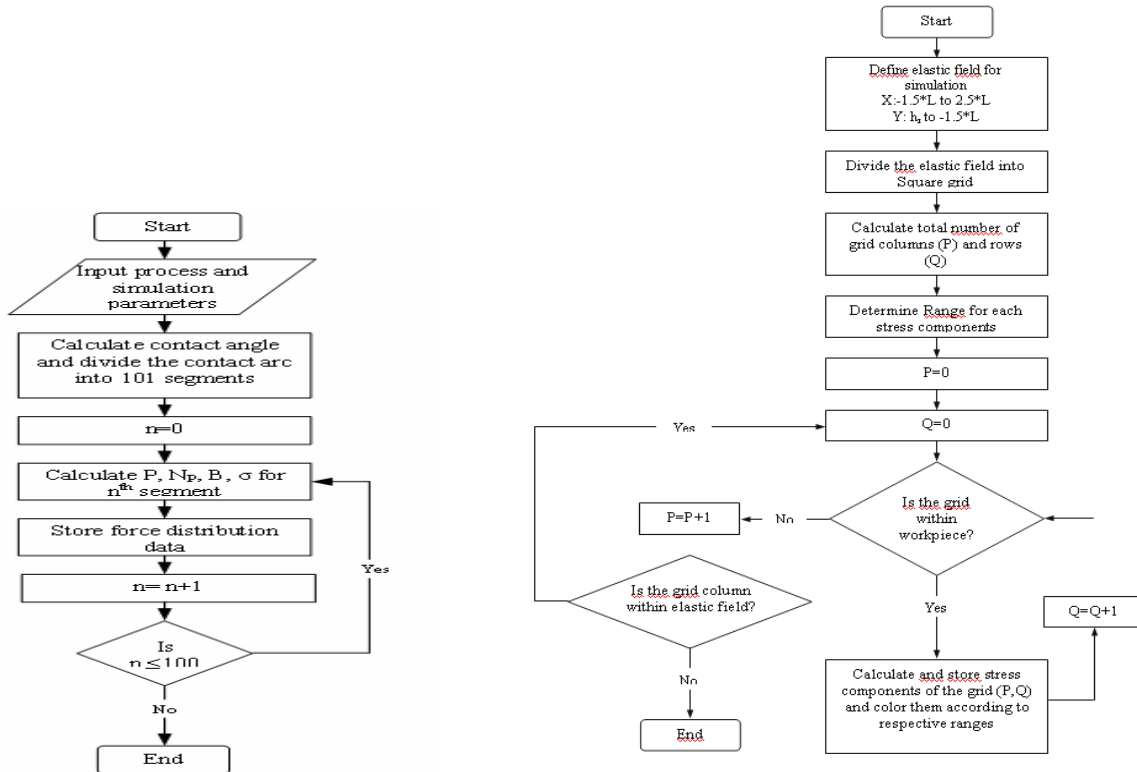 Start
Input process and
simulation
parameters
Calculate contact angle
and divide the contact arc
into 101 segments
n=0
Calculate P, Np, B, σ for
nth segment
Store force distribution
data
n= n+1
Is
n ≤100
Yes
No
End
Start
Define elastic field for
simulation
X:-1.5*L to 2.5*L
Y: hr to -1.5*L
Divide the elastic field into
Square grid
Calculate total number of
grid columns (P) and rows
(Q)
Determine Range for each
stress components
P=0
Q=0
Yes
Is the grid
within
workpiece?
No
P=P+1
Is the grid column
within elastic field?
Yes
Q=Q+1
Calculate and store stress
components of the grid (P,Q)
and color them according to
respective ranges
No
End